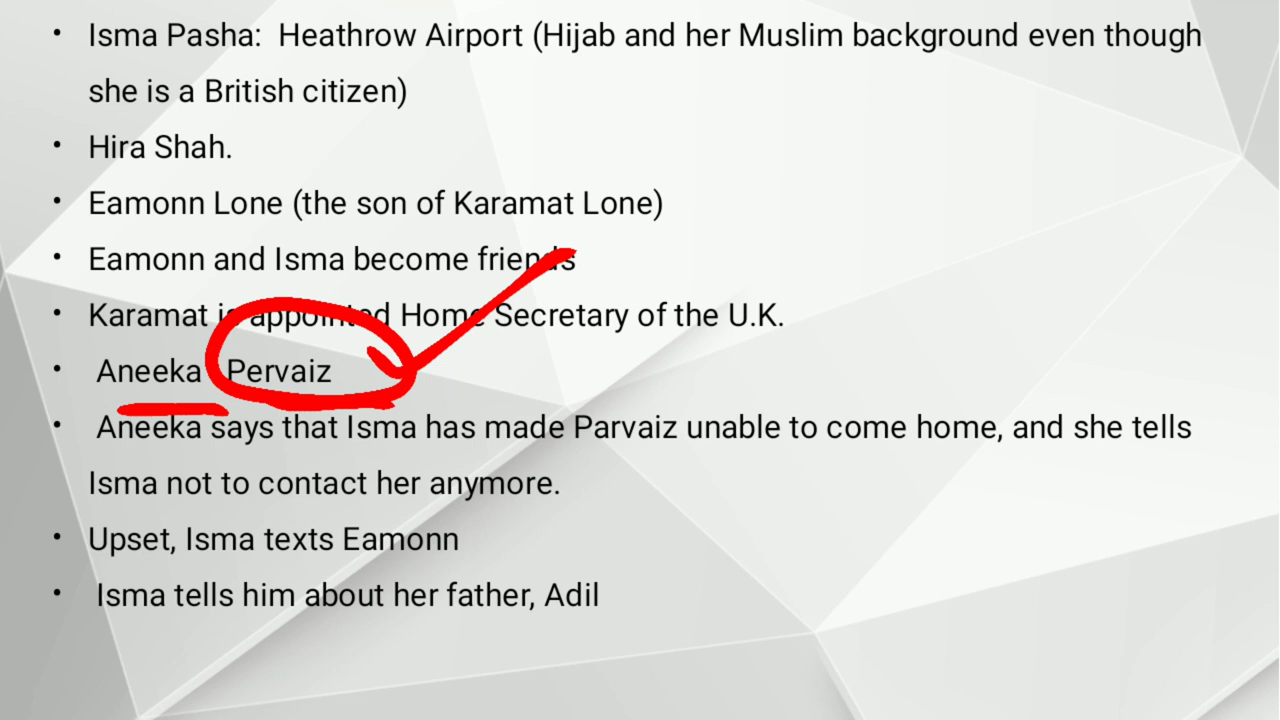 • Isma Pasha:  Heathrow Airport (Hijab and her Muslim background even though
she is a British citizen)
• Hira Shah.
• Eamonn Lone (the son of Karamat Lone)
• Eamonn and Isma become friends
• Karamat is appointed Home Secretary of the U.K.
• Aneeka  Pervaiz
• Aneeka says that Isma has made Parvaiz unable to come home, and she tells
Isma not to contact her anymore.
• Upset, Isma texts Eamonn
• Isma tells him about her father, Adil